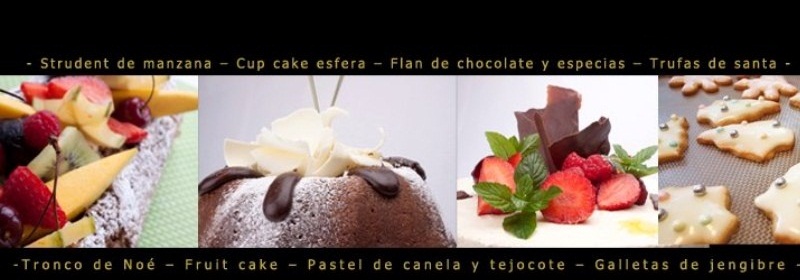 - Strudent de manzana – Cup cake esfera – Flan de chocolate y especias – Trufas de santa -
-Tronco de Noé – Fruit cake – Pastel de canela y tejocote – Galletas de jengibre -